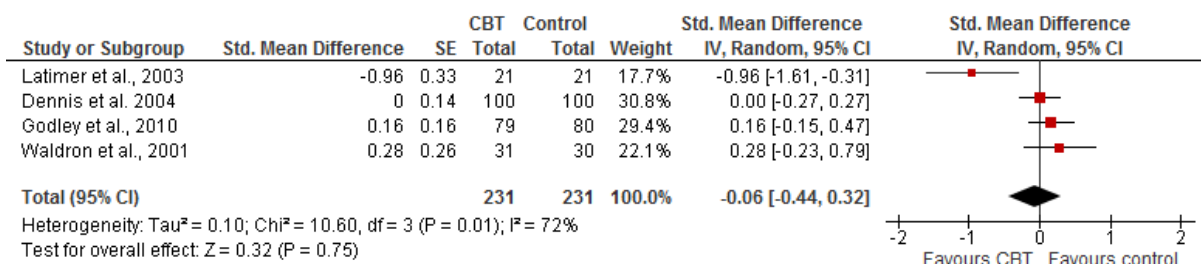 CBT Control Std. Mean Difference Std. Mean Difference
Study or Subgroup Std. Mean Difference SE Total Total Weight IV, Random, 95% CI IV, Random, 95% CI
Latimer et al., 2003 -0.96 0.33 21 21 17.7% -0.96 [-1.61, -0.31]
Dennis et al. 2004 0 0.14 100 100 30.8% 0.00 [-0.27, 0.27]
Godley et al., 2010 0.16 0.16 79 80 29.4% 0.16 [-0.15, 0.47]
Waldron et al., 2001 0.28 0.26 31 30 22.1% 0.28 [-0.23, 0.79]
Total (95% CI) 231 231 100.0% -0.06 [-0.44, 0.32]
Heterogeneity: Tau² = 0.10; Chi² = 10.60, df = 3 (P = 0.01); I² = 72%
Test for overall effect: Z = 0.32 (P = 0.75)
-2 -1 0 1 2
Favours CBT Favours control